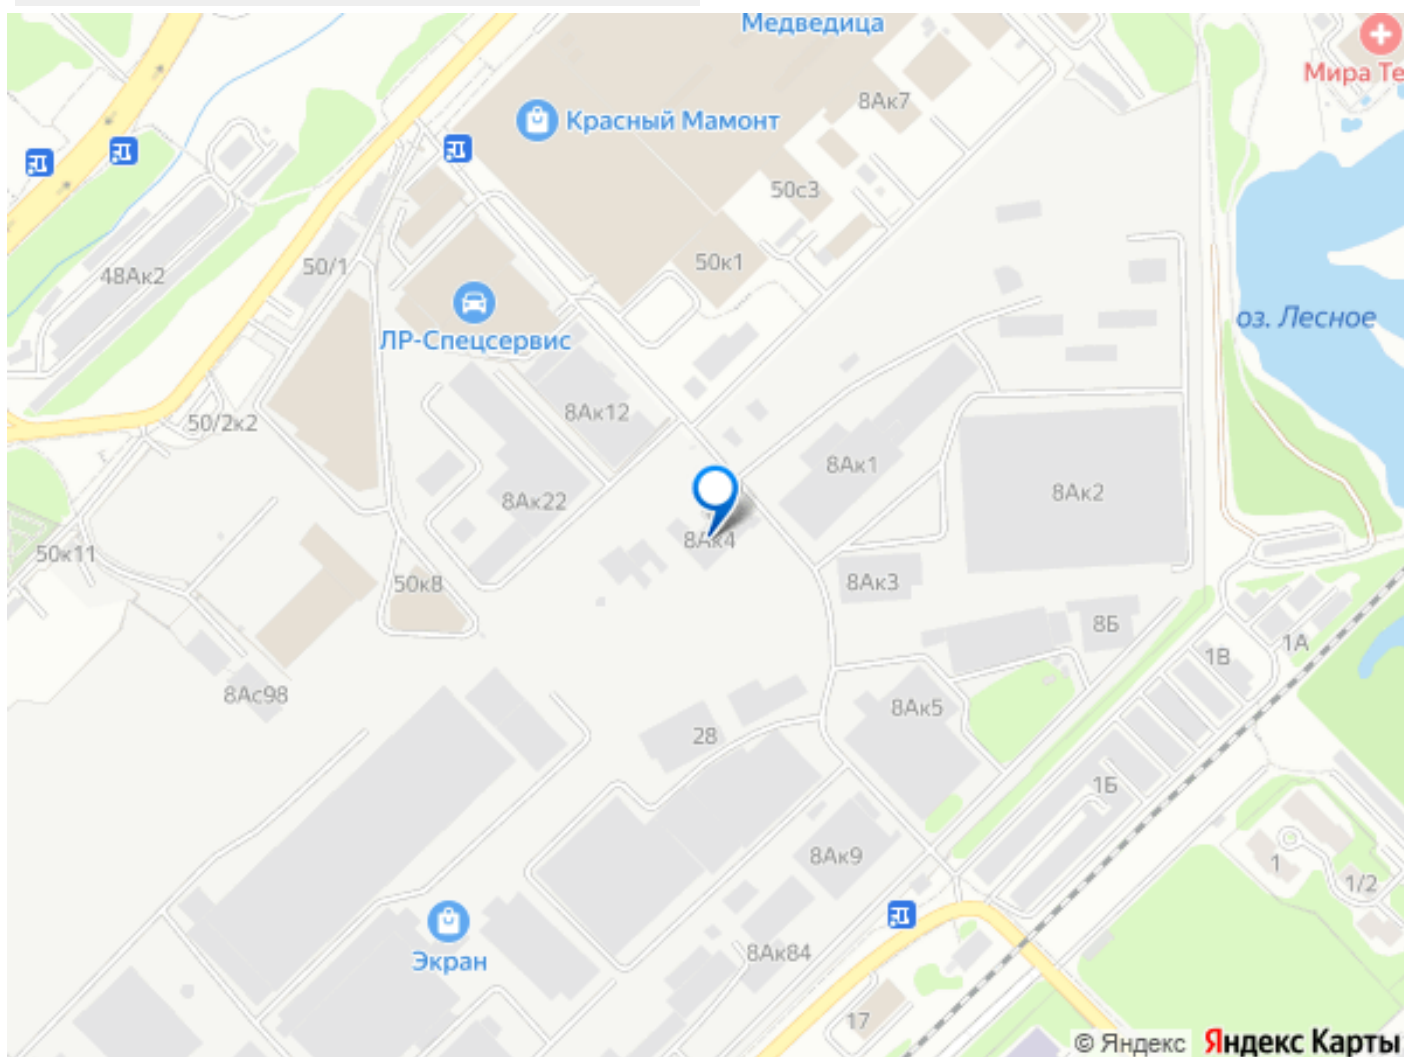 Медведица
Мира Те
8Ак7
Красный Мамонт
50с3
50к1
50/1
48Ак2
оз. Лесное
ЛР-Спецсервис
8Ак12
50/2к2
8Ак1
8Ак2
8Ак22
8Ак4
50к11
50к8
8Ак3
8Б
1А
1В
8Ас98
8Ак5
28
1Б
8Ак9
1
1/2
Экран
8Ак84
17
© Яндекс Яндекс Карты